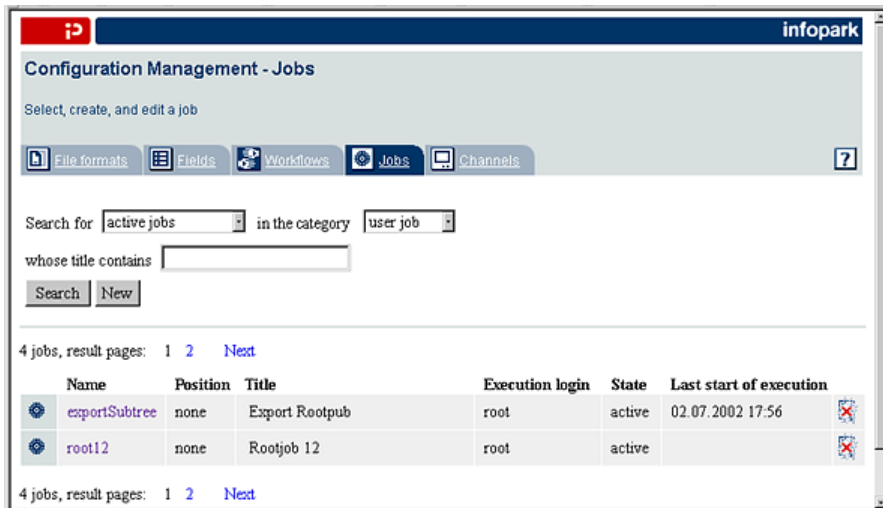 infopark
Configuration Management - Jobs
Select, create, and edit a job
File formats Fields Workflows Jobs Channels ?
Search for active jobs in the category user job
whose title contains
Search New
4 jobs, result pages: 1 2 Next
Name Position Title Execution login State Last start of execution
exportSubtree none Export Rootpub root active 02.07.2002 17:56
root12 none Rootjob 12 root active
4 jobs, result pages: 1 2 Next